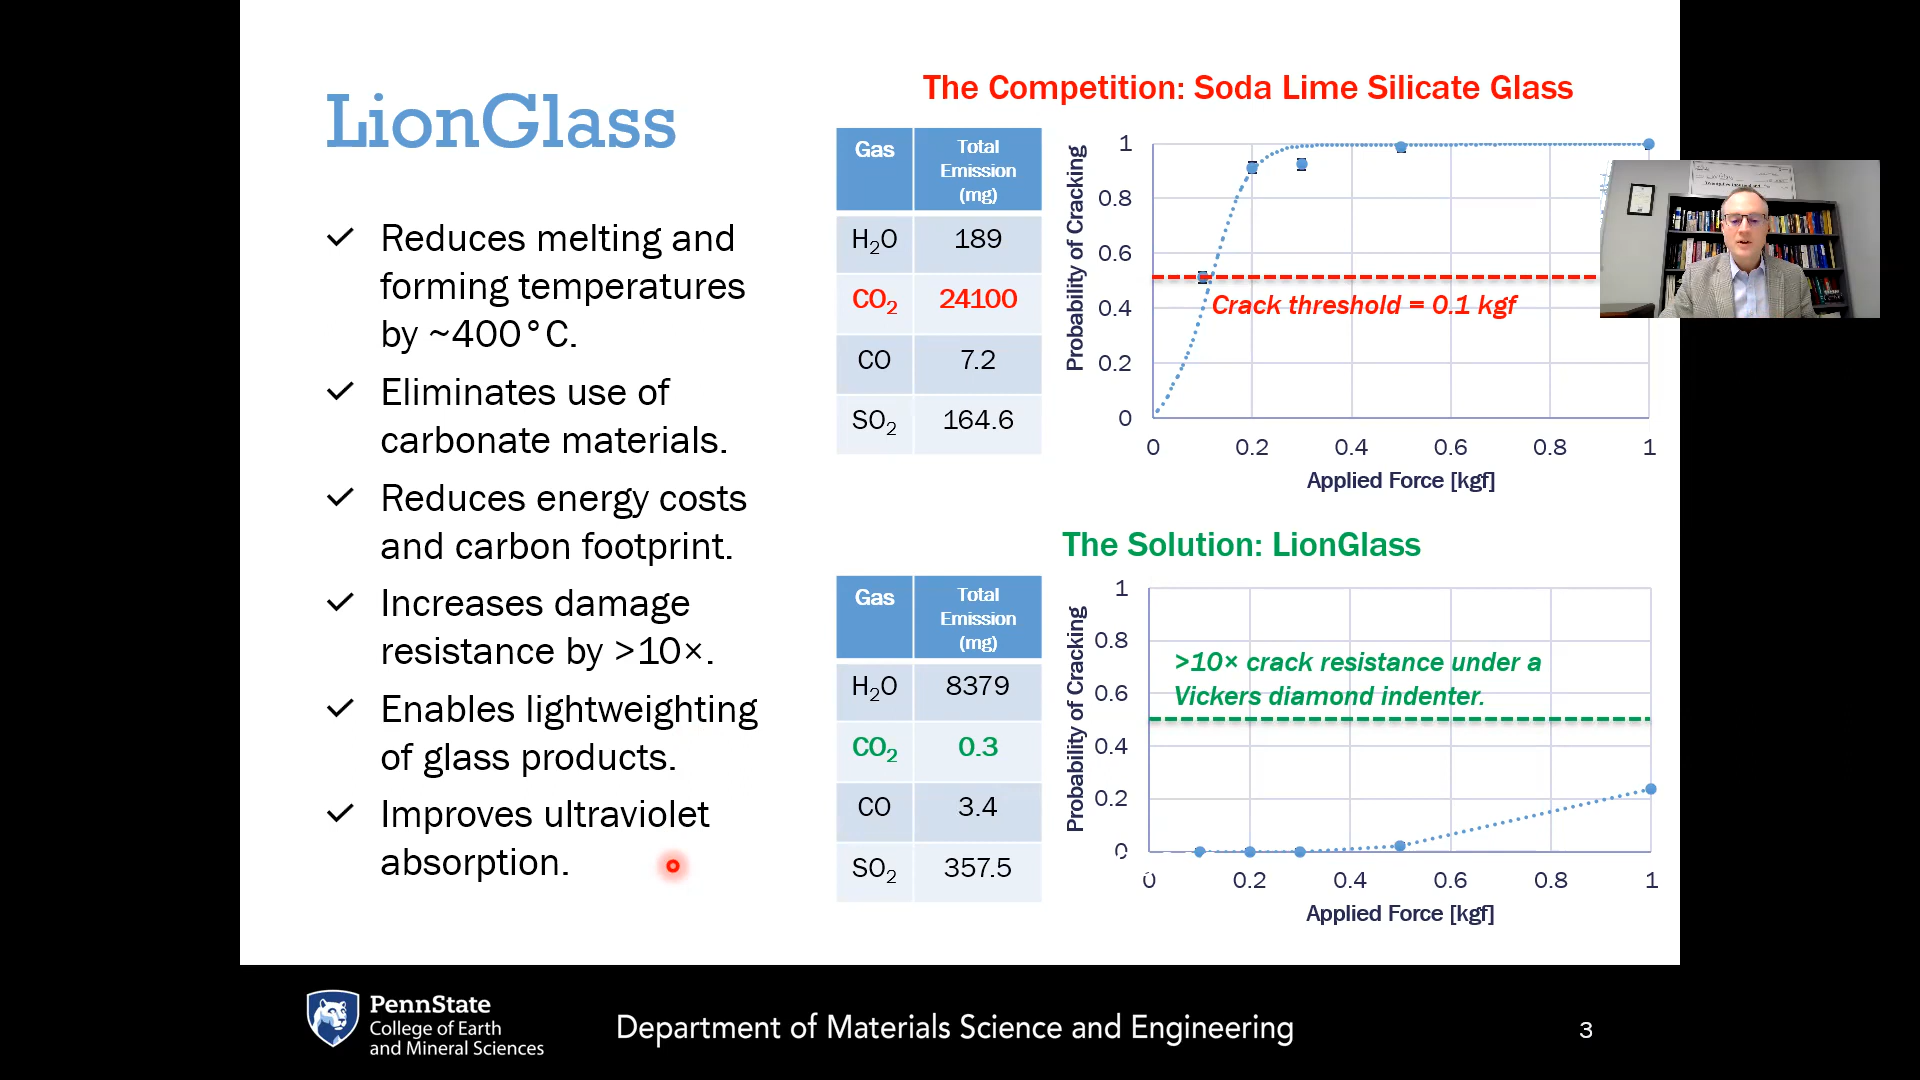 LionGlass
Reduces melting and
forming temperatures
by ~400°C.
Eliminates use of
carbonate materials.
Reduces energy costs
and carbon footprint.
Increases damage
resistance by >10×.
Enables lightweighting
of glass products.
Improves ultraviolet
absorption.
The Competition: Soda Lime Silicate Glass
Gas Total Emission (mg)
H₂O 189
CO₂ 24100
CO 7.2
SO₂ 164.6
Probability of Cracking
1
0.8
0.6
0.4
0.2
0
Crack threshold = 0.1 kgf
0 0.2 0.4 0.6 0.8 1
Applied Force [kgf]
The Solution: LionGlass
Gas Total Emission (mg)
H₂O 8379
CO₂ 0.3
CO 3.4
SO₂ 357.5
Probability of Cracking
1
0.8
0.6
0.4
0.2
0
>10× crack resistance under a
Vickers diamond indenter.
0 0.2 0.4 0.6 0.8 1
Applied Force [kgf]
PennState
College of Earth
and Mineral Sciences
Department of Materials Science and Engineering
3